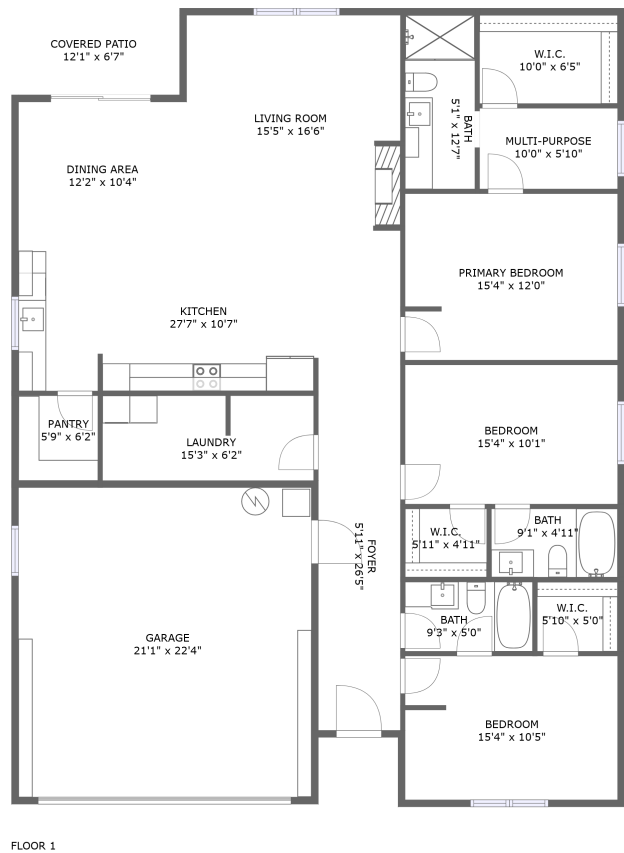 COVERED PATIO
12'1" x 6'7"
W.I.C.
10'0" x 6'5"
LIVING ROOM
15'5" x 16'6"
BATH
5'1" x 12'7"
MULTI-PURPOSE
10'0" x 5'10"
DINING AREA
12'2" x 10'4"
PRIMARY BEDROOM
15'4" x 12'0"
KITCHEN
27'7" x 10'7"
PANTRY
5'9" x 6'2"
LAUNDRY
15'3" x 6'2"
BEDROOM
15'4" x 10'1"
W.I.C.
5'11" x 4'11"
BATH
9'1" x 4'11"
FOYER
5'11" x 26'5"
BATH
9'3" x 5'0"
W.I.C.
5'10" x 5'0"
GARAGE
21'1" x 22'4"
BEDROOM
15'4" x 10'5"
FLOOR 1